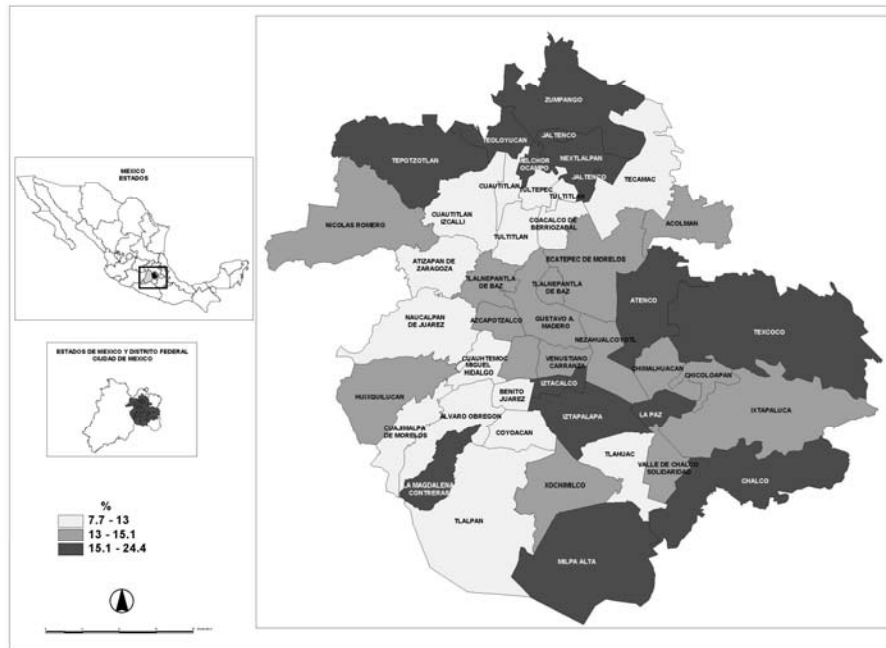 MEXICO
ESTADOS
ESTADOS DE MEXICO Y DISTRITO FEDERAL
CIUDAD DE MEXICO
%
7.7 - 13
13 - 15.1
15.1 - 24.4
ZUMPANGO
TEOLOYUCAN
JALTENCO
TEPOTZOTLAN
MELCHOR
OCAMPO
NEXTLALPAN
JALTENCO
TECAMAC
CUAUTITLAN
TULTEPEC
TULTITLAN
CUAUTITLAN
IZCALLI
NICOLAS ROMERO
COACALCO DE
BERRIOZABAL
ACOLMAN
TULTITLAN
ATIZAPAN DE
ZARAGOZA
ECATEPEC DE MORELOS
TLALNEPANTLA
DE BAZ
TLALNEPANTLA
DE BAZ
ATENCO
NAUCALPAN
DE JUAREZ
AZCAPOTZALCO
GUSTAVO A.
MADERO
TEXCOCO
NEZAHUALCOYOTL
CUAUHTEMOC
MIGUEL
HIDALGO
VENUSTIANO
CARRANZA
CHIMALHUACAN
CHICOLOAPAN
HUIXQUILUCAN
BENITO
JUAREZ
IZTACALCO
IZTAPALAPA
LA PAZ
IXTAPALUCA
CUAJIMALPA
DE MORELOS
ALVARO OBREGON
COYOACAN
TLAHUAC
VALLE DE CHALCO
SOLIDARIDAD
CHALCO
LA MAGDALENA
CONTRERAS
XOCHIMILCO
TLALPAN
MILPA ALTA